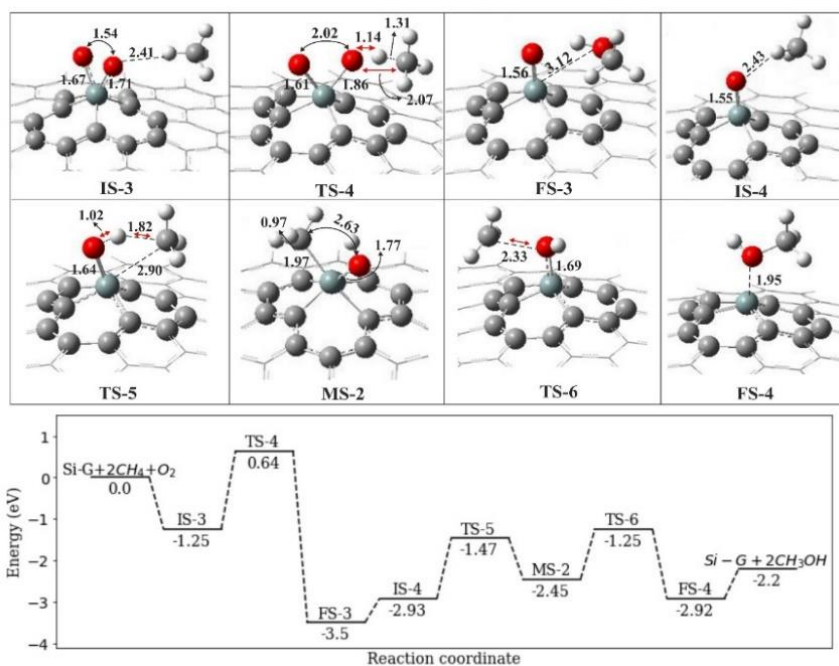 1.54
2.41
1.67
1.71
IS-3
2.02
1.14
1.31
1.61
1.86
2.07
TS-4
1.56
3.12
FS-3
2.43
1.55
IS-4
1.02
1.82
1.64
2.90
TS-5
0.97
2.63
1.97
1.77
MS-2
2.33
1.69
TS-6
1.95
FS-4
Energy (eV)
1
0
−1
−2
−3
−4
Si-G+2CH₄+O₂
0.0
IS-3
-1.25
TS-4
0.64
FS-3
-3.5
IS-4
-2.93
TS-5
-1.47
MS-2
-2.45
TS-6
-1.25
FS-4
-2.92
Si − G + 2CH₃OH
-2.2
Reaction coordinate